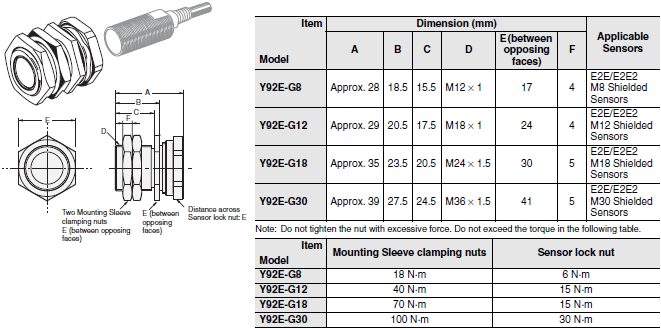 A
B
C
F
D
E
Two Mounting Sleeve
clamping nuts
E (between opposing
faces)
E (between
opposing
faces)
Distance across
Sensor lock nut: E
Item
Model
Dimension (mm)
Applicable
Sensors
A B C D E (between opposing faces) F
Y92E-G8 Approx. 28 18.5 15.5 M12 × 1 17 4 E2E/E2E2 M8 Shielded Sensors
Y92E-G12 Approx. 29 20.5 17.5 M18 × 1 24 4 E2E/E2E2 M12 Shielded Sensors
Y92E-G18 Approx. 35 23.5 20.5 M24 × 1.5 30 5 E2E/E2E2 M18 Shielded Sensors
Y92E-G30 Approx. 39 27.5 24.5 M36 × 1.5 41 5 E2E/E2E2 M30 Shielded Sensors
Note: Do not tighten the nut with excessive force. Do not exceed the torque in the following table.
Item
Model
Mounting Sleeve clamping nuts Sensor lock nut
Y92E-G8 18 N·m 6 N·m
Y92E-G12 40 N·m 15 N·m
Y92E-G18 70 N·m 15 N·m
Y92E-G30 100 N·m 30 N·m